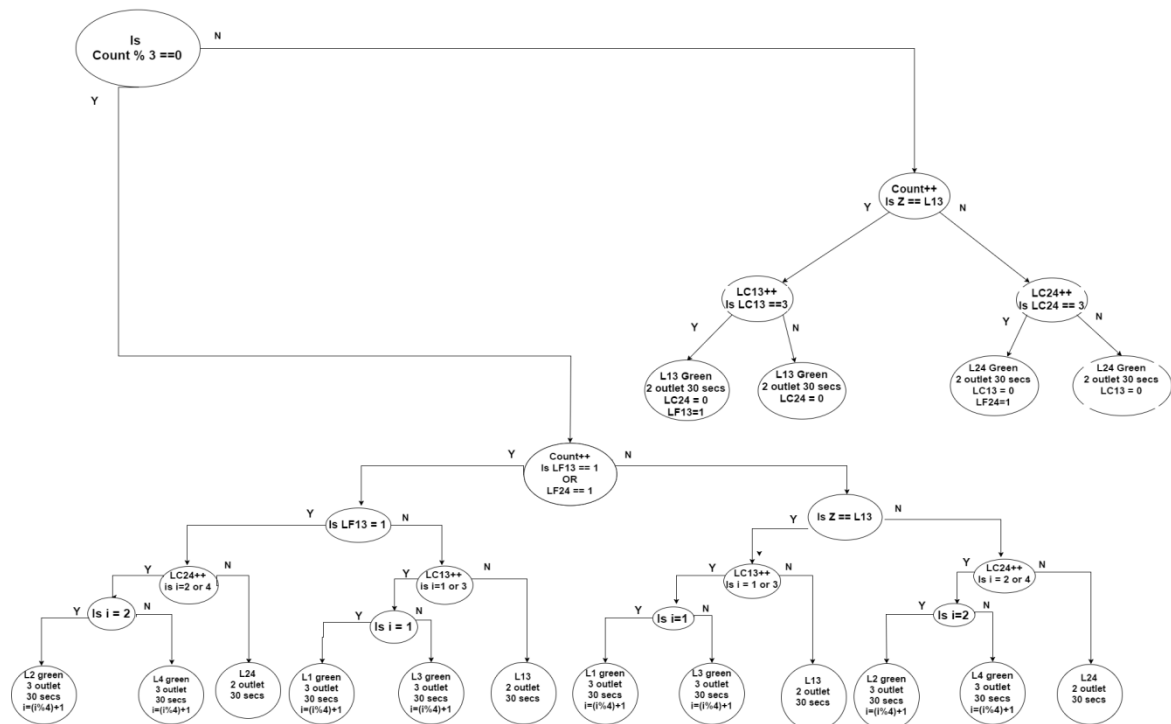 Is
Count % 3 ==0
N
Y
Count++
Is Z == L13
Y
N
LC13++
Is LC13 ==3
Y
N
LC24++
Is LC24 == 3
Y
N
L13 Green
2 outlet 30 secs
LC24 = 0
LF13=1
L13 Green
2 outlet 30 secs
LC24 = 0
L24 Green
2 outlet 30 secs
LC13 = 0
LF24=1
L24 Green
2 outlet 30 secs
LC13 = 0
Count++
Is LF13 == 1
OR
LF24 == 1
Y
N
Is LF13 = 1
Y
N
Is Z == L13
Y
N
LC24++
is i=2 or 4
Y
N
LC13++
is i=1 or 3
Y
N
LC13++
Is i = 1 or 3
Y
N
LC24++
Is i = 2 or 4
Y
N
Is i = 2
Y
N
Is i = 1
Y
N
Is i=1
Y
N
Is i=2
Y
N
L2 green
3 outlet
30 secs
i=(i%4)+1
L4 green
3 outlet
30 secs
i=(i%4)+1
L24
2 outlet
30 secs
L1 green
3 outlet
30 secs
i=(i%4)+1
L3 green
3 outlet
30 secs
i=(i%4)+1
L13
2 outlet
30 secs
L1 green
3 outlet
30 secs
i=(i%4)+1
L3 green
3 outlet
30 secs
i=(i%4)+1
L13
2 outlet
30 secs
L2 green
3 outlet
30 secs
i=(i%4)+1
L4 green
3 outlet
30 secs
i=(i%4)+1
L24
2 outlet
30 secs